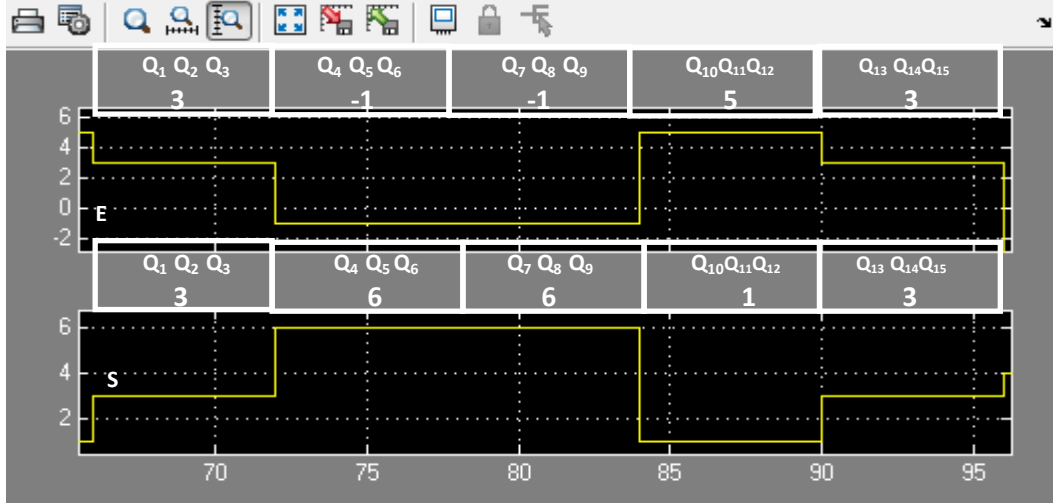 Q₁ Q₂ Q₃ Q₄ Q₅ Q₆ Q₇ Q₈ Q₉ Q₁₀Q₁₁Q₁₂ Q₁₃ Q₁₄Q₁₅
3 -1 -1 5 3
6
4
2
0
E
-2
Q₁ Q₂ Q₃ Q₄ Q₅ Q₆ Q₇ Q₈ Q₉ Q₁₀Q₁₁Q₁₂ Q₁₃ Q₁₄Q₁₅
3 6 6 1 3
6
4
S
2
70 75 80 85 90 95